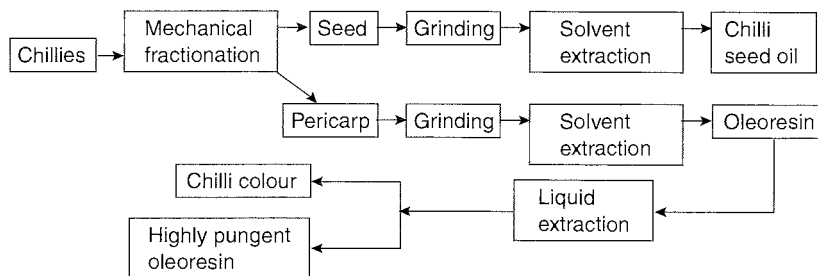 Chillies
Mechanical
fractionation
Seed
Grinding
Solvent
extraction
Chilli
seed oil
Pericarp
Grinding
Solvent
extraction
Oleoresin
Liquid
extraction
Chilli colour
Highly pungent
oleoresin